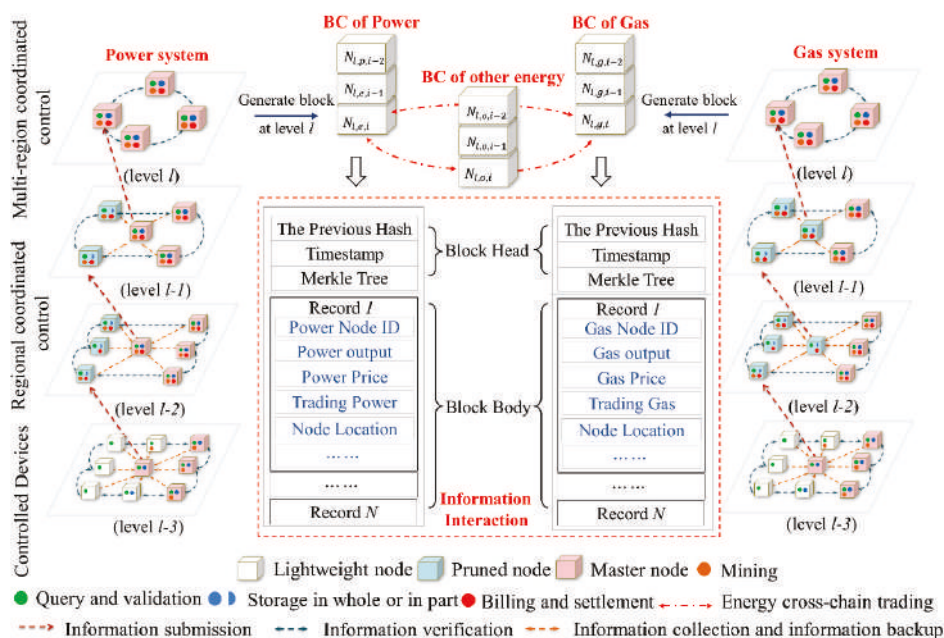 BC of Power
BC of Gas
Power system
Gas system
BC of other energy
Multi-region coordinated
control
Generate block
at level l
Generate block
at level l
N_{l,p,i-2}
N_{l,e,i-1}
N_{l,e,i}
N_{l,o,i-2}
N_{l,o,i-1}
N_{l,o,i}
N_{l,g,i-2}
N_{l,g,i-1}
N_{l,g,i}
(level l)
(level l)
Regional coordinated
control
(level l-1)
(level l-1)
(level l-2)
(level l-2)
Controlled Devices
(level l-3)
(level l-3)
The Previous Hash
Timestamp
Merkle Tree
Block Head
The Previous Hash
Timestamp
Merkle Tree
Record 1
Power Node ID
Power output
Power Price
Trading Power
Node Location
... ...
... ...
Record N
Block Body
Information
Interaction
Record 1
Gas Node ID
Gas output
Gas Price
Trading Gas
Node Location
... ...
... ...
Record N
Lightweight node
Pruned node
Master node
Mining
Query and validation
Storage in whole or in part
Billing and settlement
Energy cross-chain trading
Information submission
Information verification
Information collection and information backup